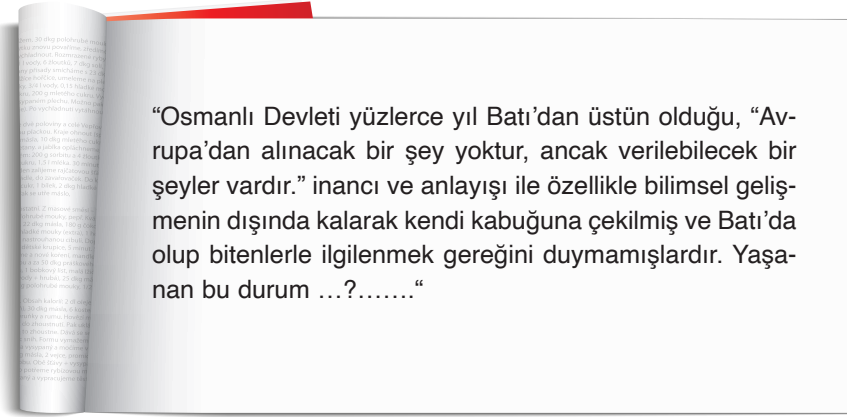 “Osmanlı Devleti yüzlerce yıl Batı’dan üstün olduğu, “Av-
rupa’dan alınacak bir şey yoktur, ancak verilebilecek bir
şeyler vardır.” inancı ve anlayışı ile özellikle bilimsel geliş-
menin dışında kalarak kendi kabuğuna çekilmiş ve Batı’da
olup bitenlerle ilgilenmek gereğini duymamışlardır. Yaşa-
nan bu durum …?…….“